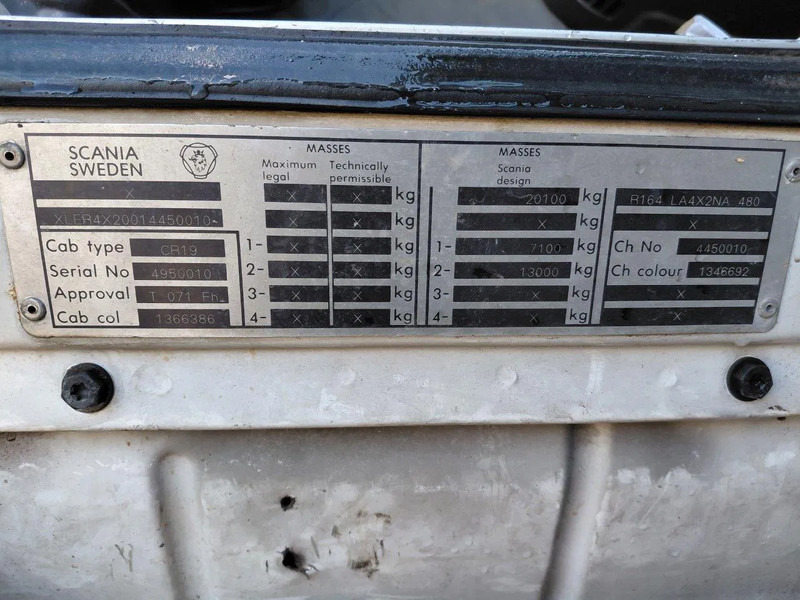 SCANIA
SWEDEN
X
XLER4X20014450010-
Cab type CR19
Serial No 4950010
Approval T 071 Fh
Cab col 1366386
MASSES
Maximum legal Technically permissible
X X kg
X X kg
1- X X kg
2- X X kg
3- X X kg
4- X X kg
MASSES
Scania
design
20100 kg
X kg
1- 7100 kg
2- 13000 kg
3- X kg
4- X kg
R164 LA4X2NA 480
X
Ch No 4450010-
Ch colour 1346692
X
X